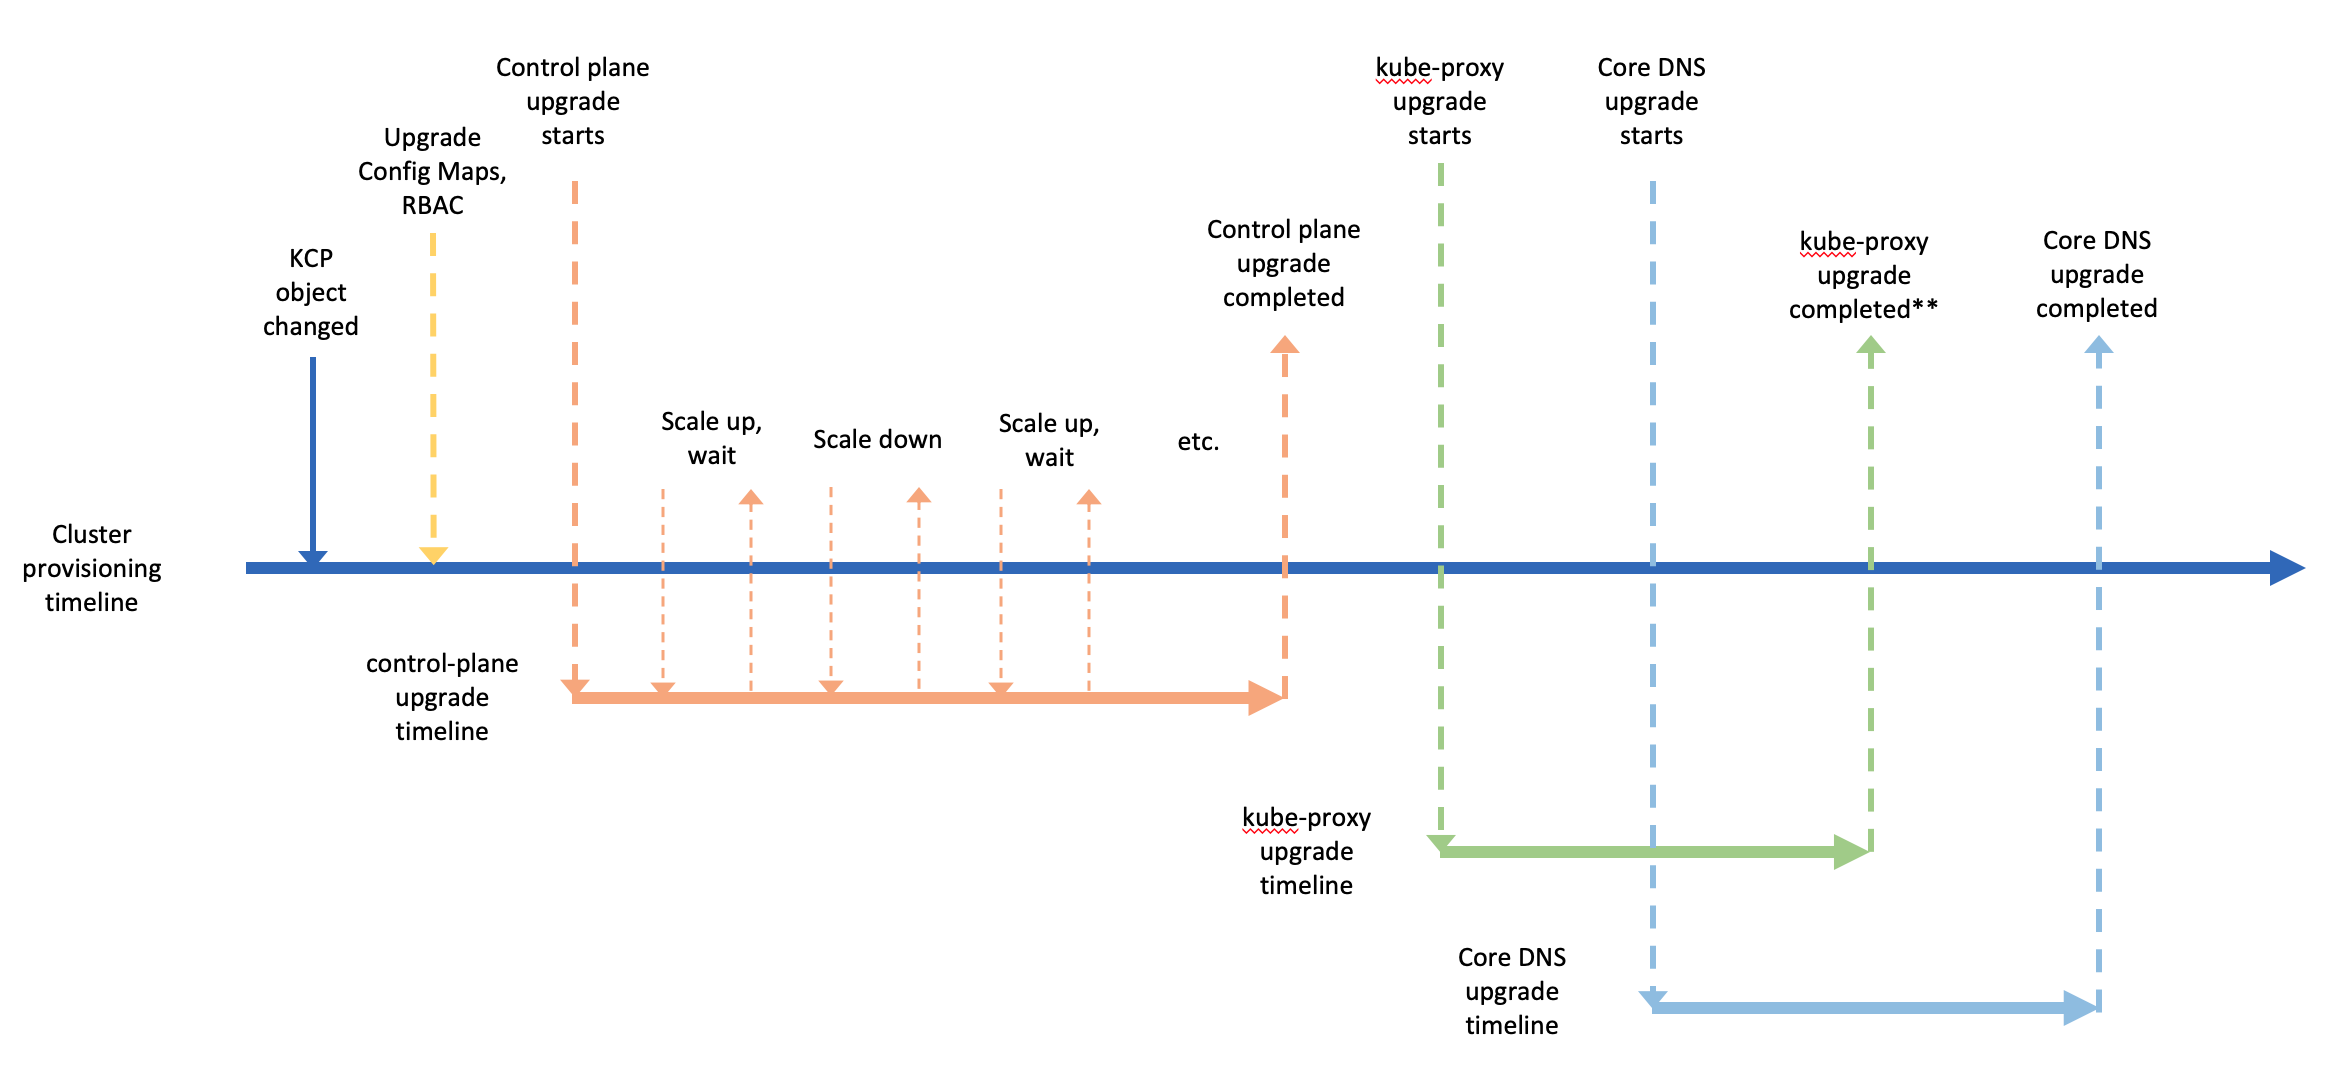 Control plane
upgrade
starts
kube-proxy
upgrade
starts
Core DNS
upgrade
starts
Upgrade
Config Maps,
RBAC
KCP
object
changed
Control plane
upgrade
completed
kube-proxy
upgrade
completed**
Core DNS
upgrade
completed
Scale up,
wait
Scale down
Scale up,
wait
etc.
Cluster
provisioning
timeline
control-plane
upgrade
timeline
kube-proxy
upgrade
timeline
Core DNS
upgrade
timeline